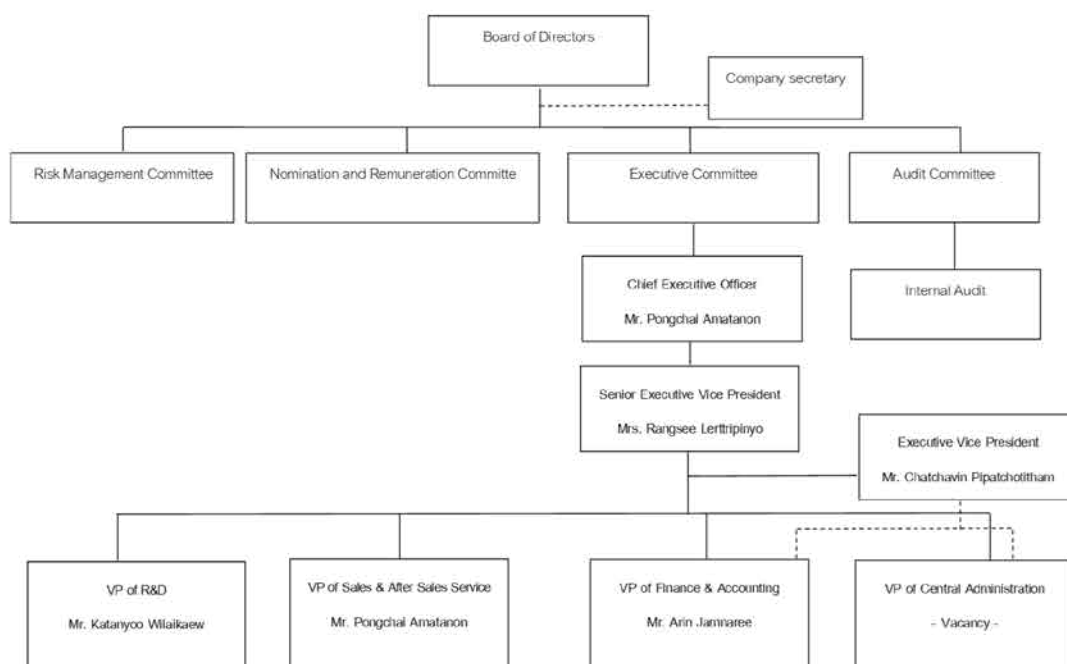 Board of Directors
Company secretary
Risk Management Committee
Nomination and Remuneration Committe
Executive Committee
Audit Committee
Chief Executive Officer
Mr. Pongchai Amatanon
Internal Audit
Senior Executive Vice President
Mrs. Rangsee Lerttripinyo
Executive Vice President
Mr. Chatchavin Pipatchotitham
VP of R&D
Mr. Katanyoo Wilaikaew
VP of Sales & After Sales Service
Mr. Pongchai Amatanon
VP of Finance & Accounting
Mr. Arin Jamnaree
VP of Central Administration
- Vacancy -